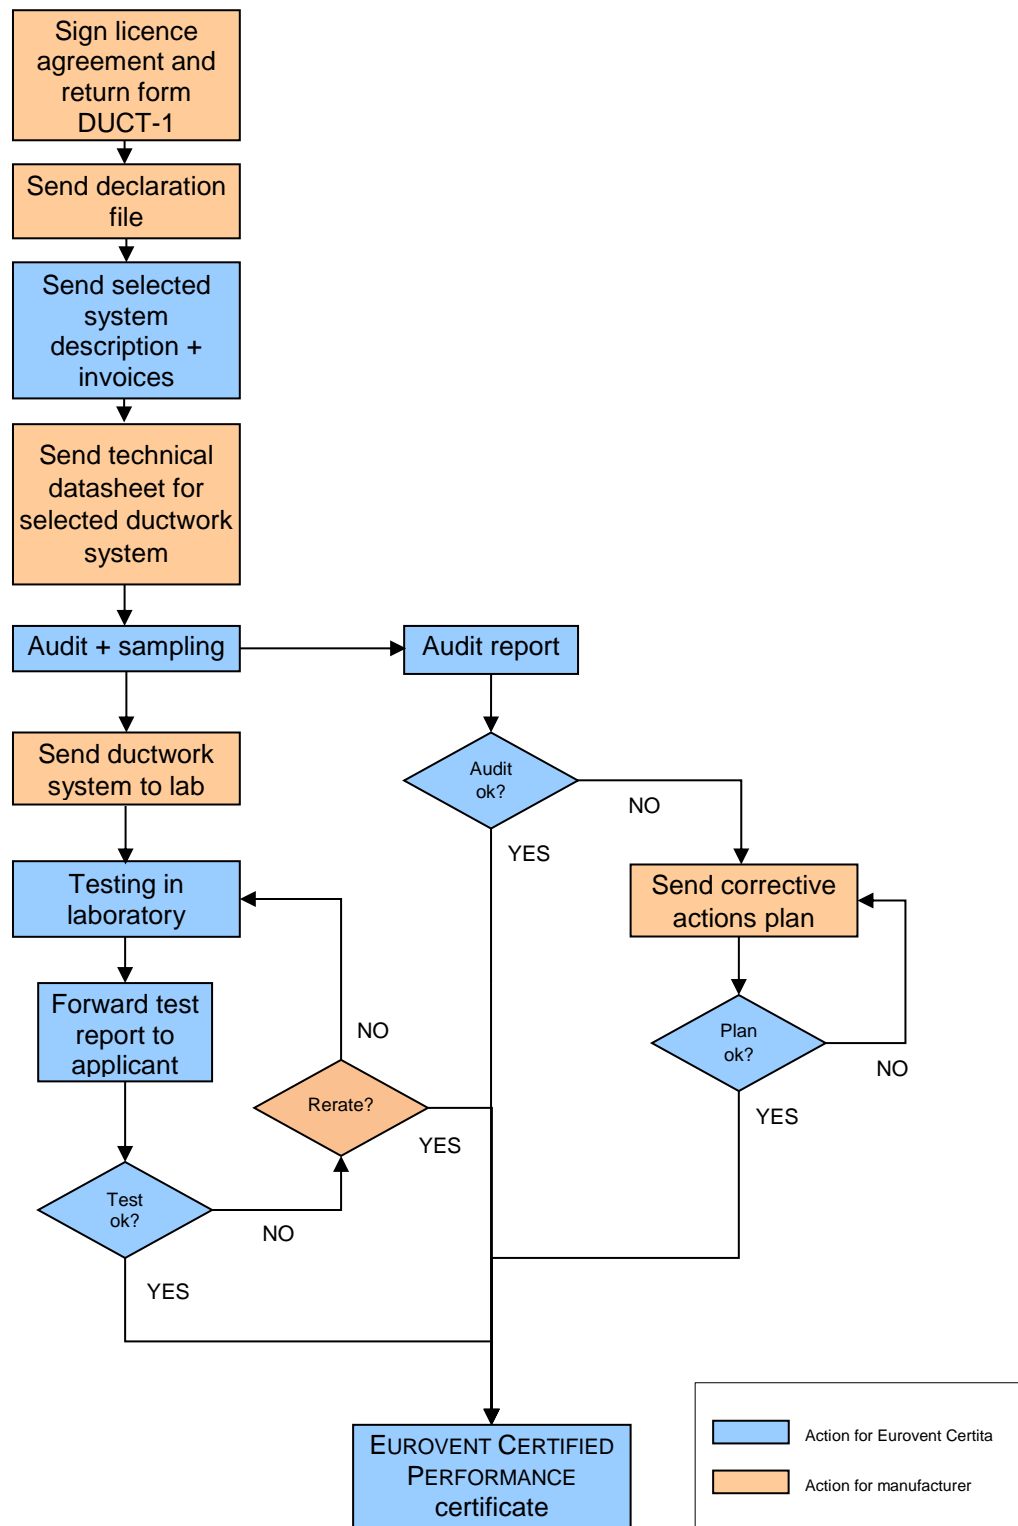 Sign licence
agreement and
return form
DUCT-1
Send declaration
file
Send selected
system
description +
invoices
Send technical
datasheet for
selected ductwork
system
Audit + sampling
Audit report
Send ductwork
system to lab
Audit
ok?
NO
YES
Testing in
laboratory
Send corrective
actions plan
Forward test
report to
applicant
NO
Plan
ok?
NO
Rerate?
YES
YES
Test
ok?
NO
YES
EUROVENT CERTIFIED
PERFORMANCE
certificate
Action for Eurovent Certita
Action for manufacturer